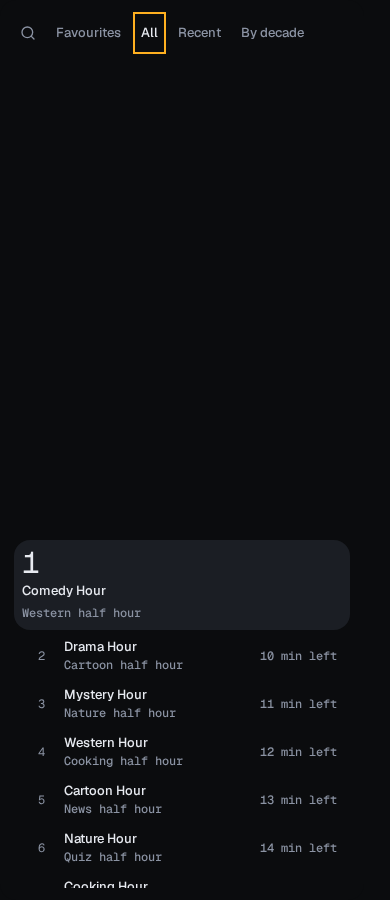 Favourites All Recent By decade
1
Comedy Hour
Western half hour
2 Drama Hour 10 min left
Cartoon half hour
3 Mystery Hour 11 min left
Nature half hour
4 Western Hour 12 min left
Cooking half hour
5 Cartoon Hour 13 min left
News half hour
6 Nature Hour 14 min left
Quiz half hour
Cooking Hour